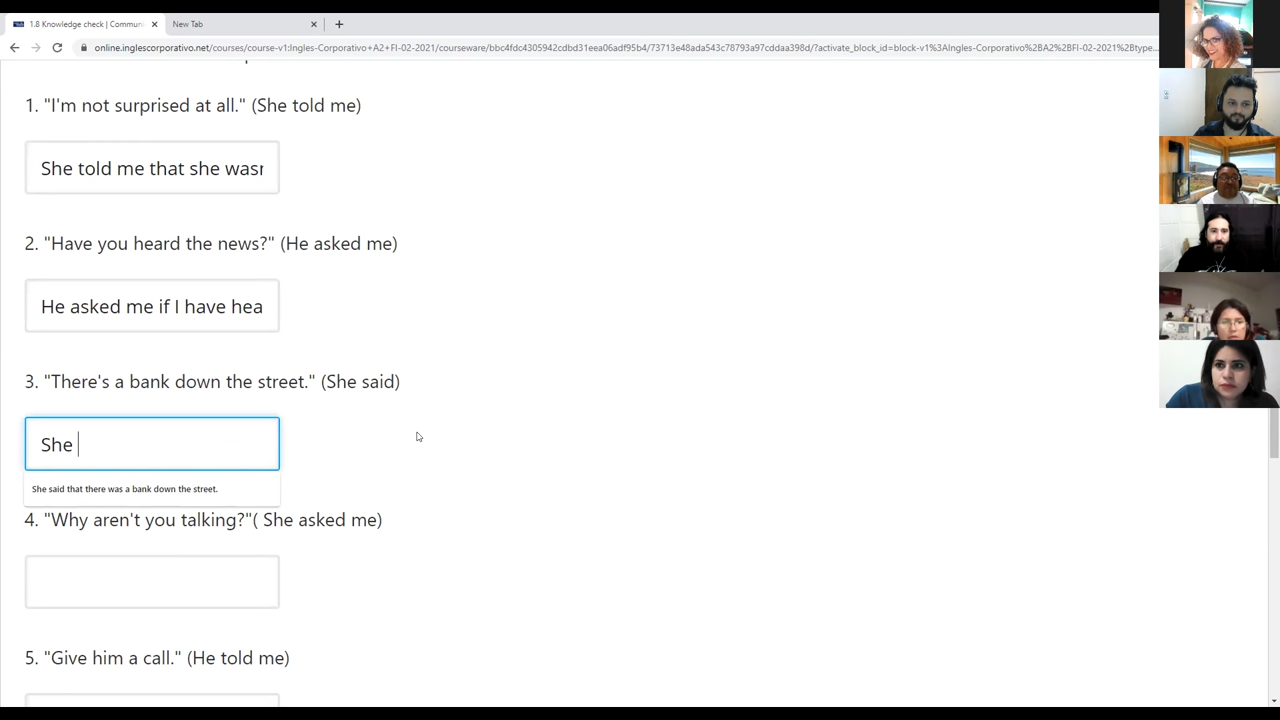 1.8 Knowledge check | Commun
New Tab
online.inglescorporativo.net/courses/course-v1:Ingles-Corporativo+A2+FI-02-2021/courseware/bbc4fdc4305942cdbd31eea06adf95b4/73713e48ada543c78793a97cddaa398d/?activate_block_id=block-v1%3AIngles-Corporativo%2BA2%2BFI-02-2021%2Btype...
1. "I'm not surprised at all." (She told me)
She told me that she wasn
2. "Have you heard the news?" (He asked me)
He asked me if I have hea
3. "There's a bank down the street." (She said)
She
She said that there was a bank down the street.
4. "Why aren't you talking?"( She asked me)
5. "Give him a call." (He told me)